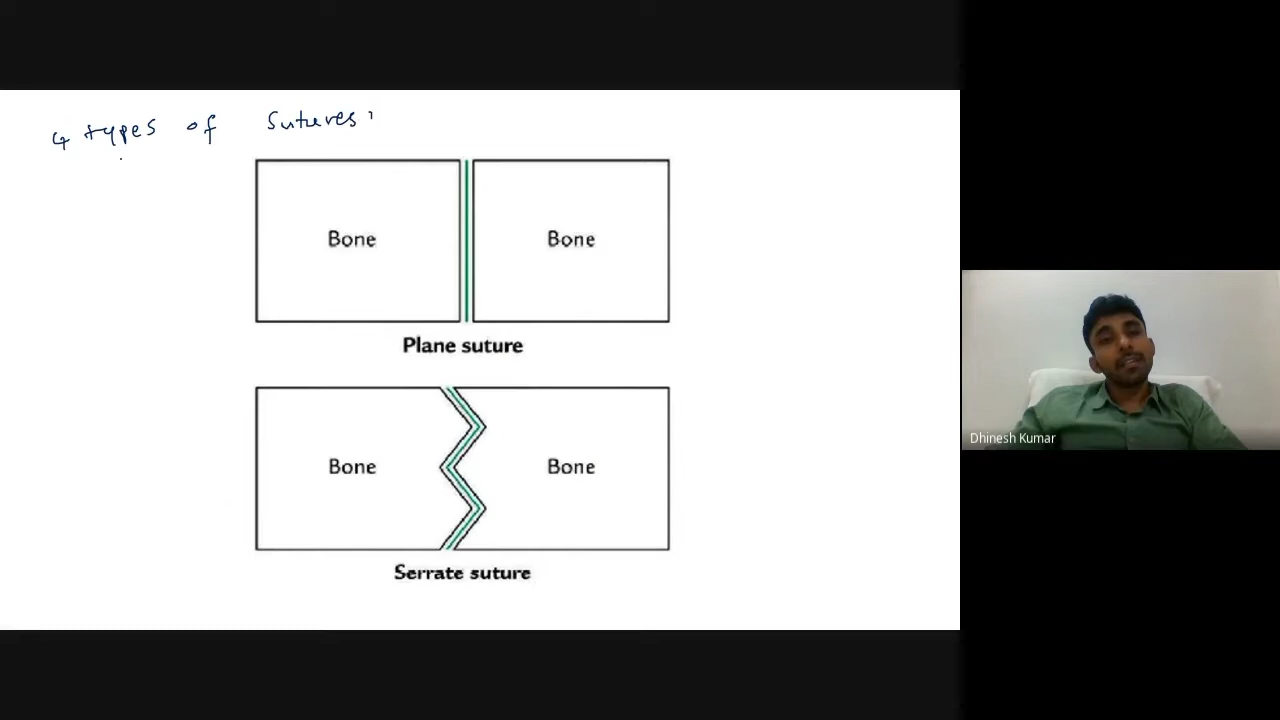 4 types of Sutures:
Bone Bone
Plane suture
Bone Bone
Serrate suture
Dhinesh Kumar